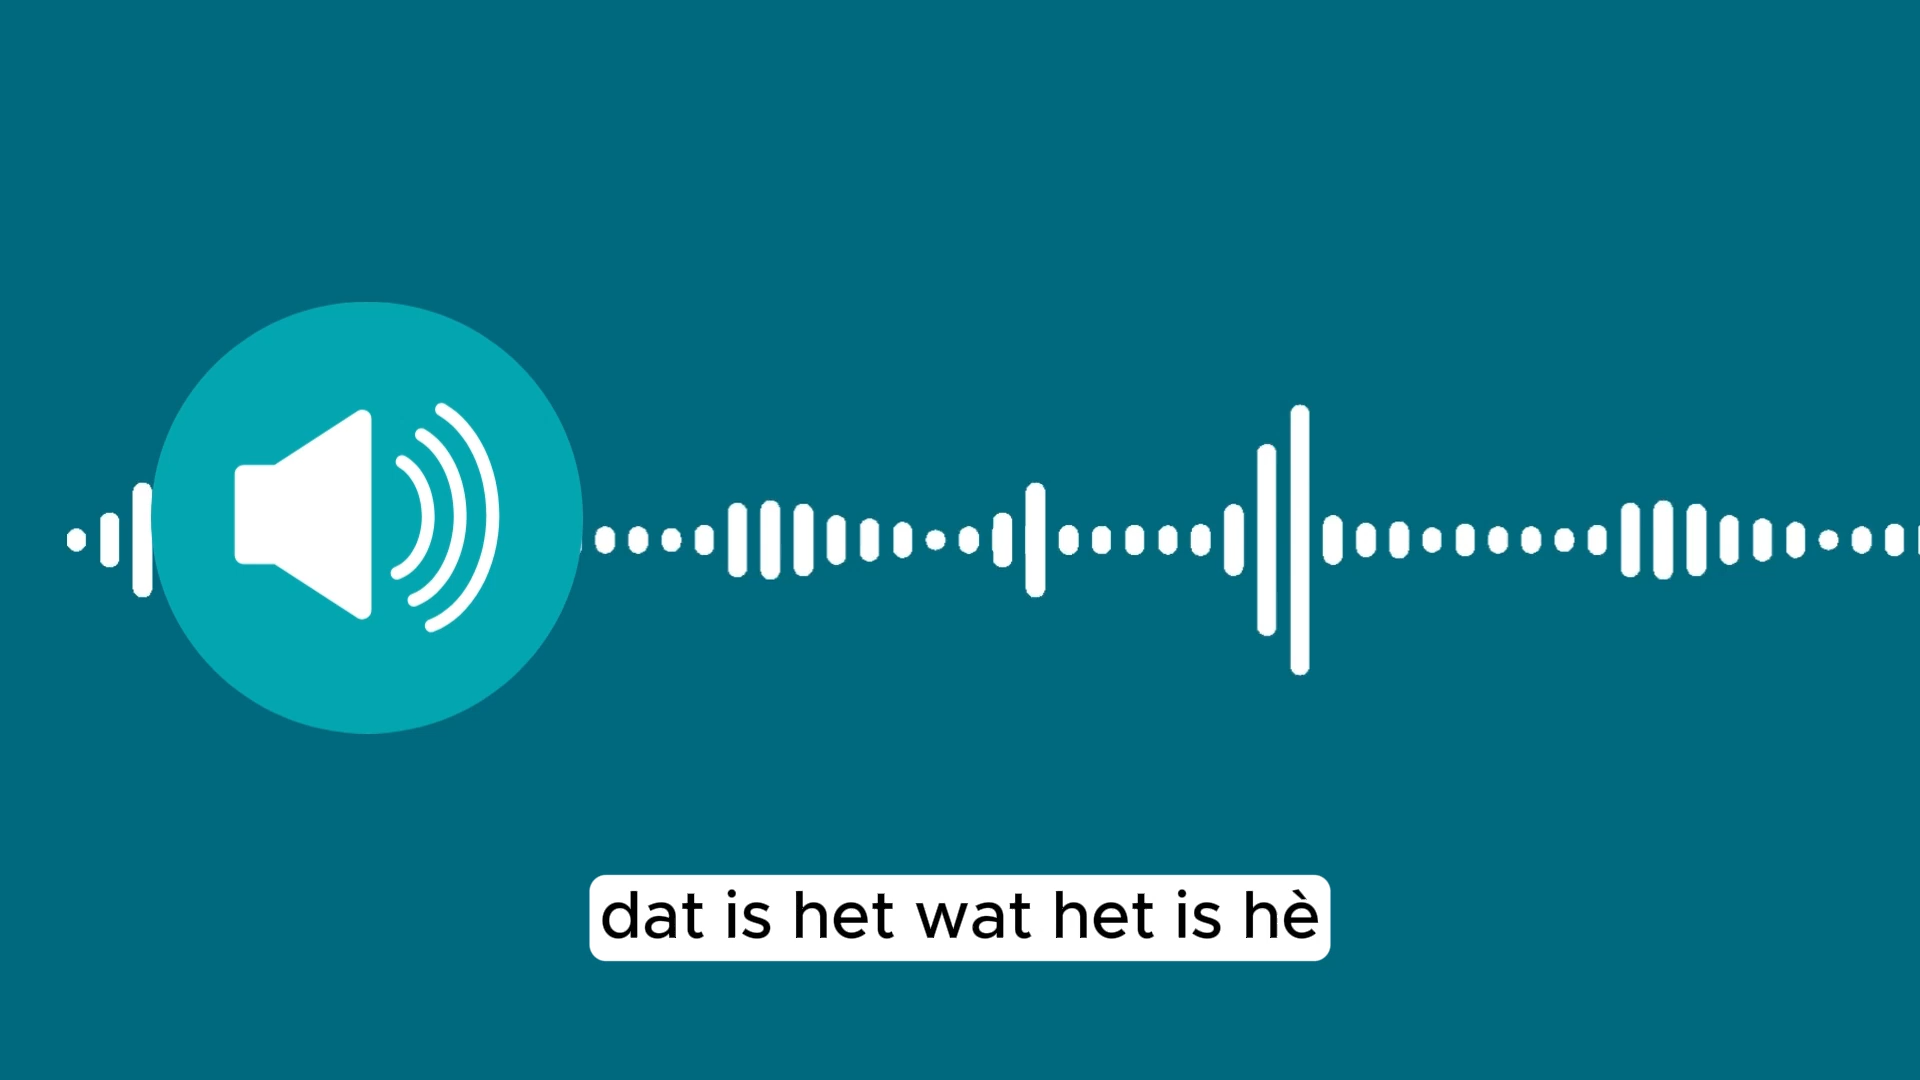 dat is het wat het is hè